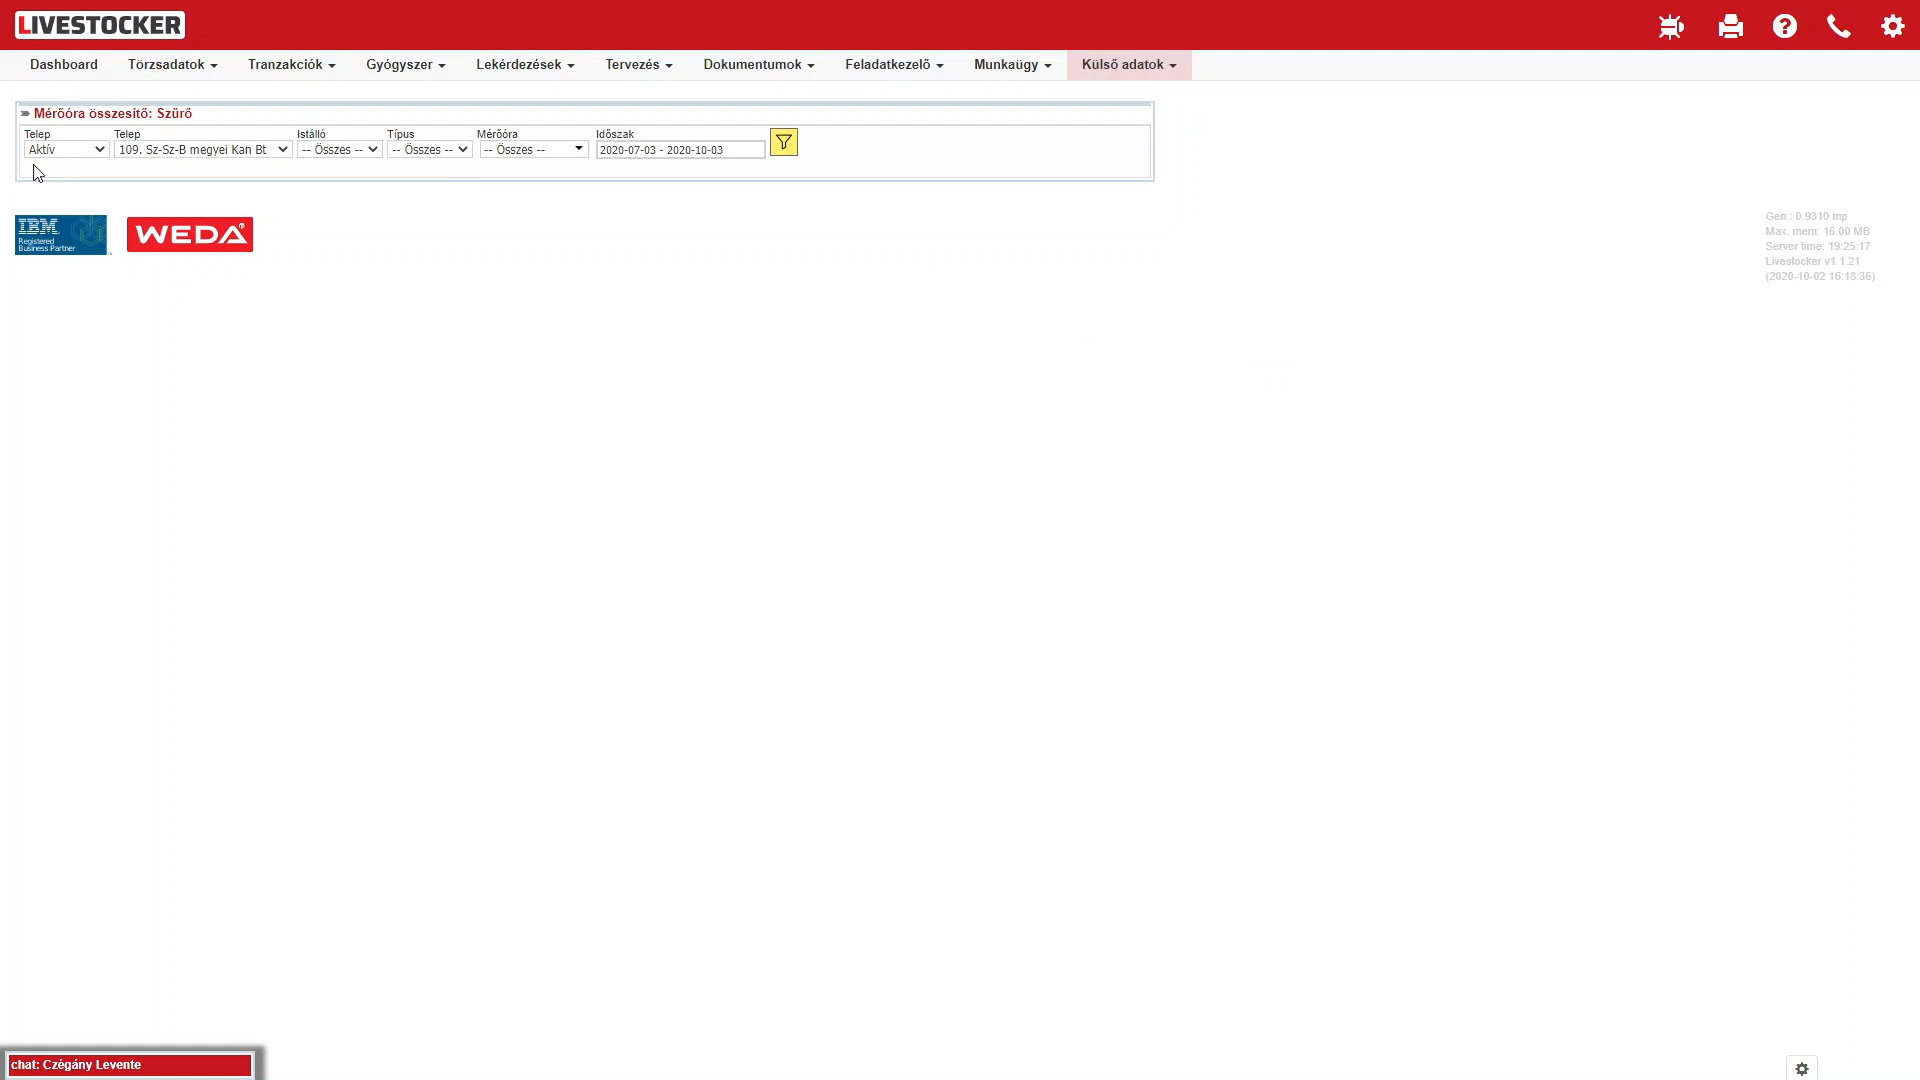 LIVESTOCKER
Dashboard Törzsadatok Tranzakciók Gyógyszer Lekérdezések Tervezés Dokumentumok Feladatkezelő Munkaügy Külső adatok
Mérőóra összesítő: Szűrő
Telep Telep Istálló Típus Mérőóra Időszak
Aktív 109. Sz-Sz-B megyei Kan Bt -- Összes -- -- Összes -- -- Összes -- 2020-07-03 - 2020-10-03
IBM
Registered
Business Partner
WEDA®
Gen.: 0.9310 mp
Max. mem: 16.00 MB
Server time: 19:25:17
Livestocker v1.1.21
(2020-10-02 16:18:36)
chat: Czégány Levente